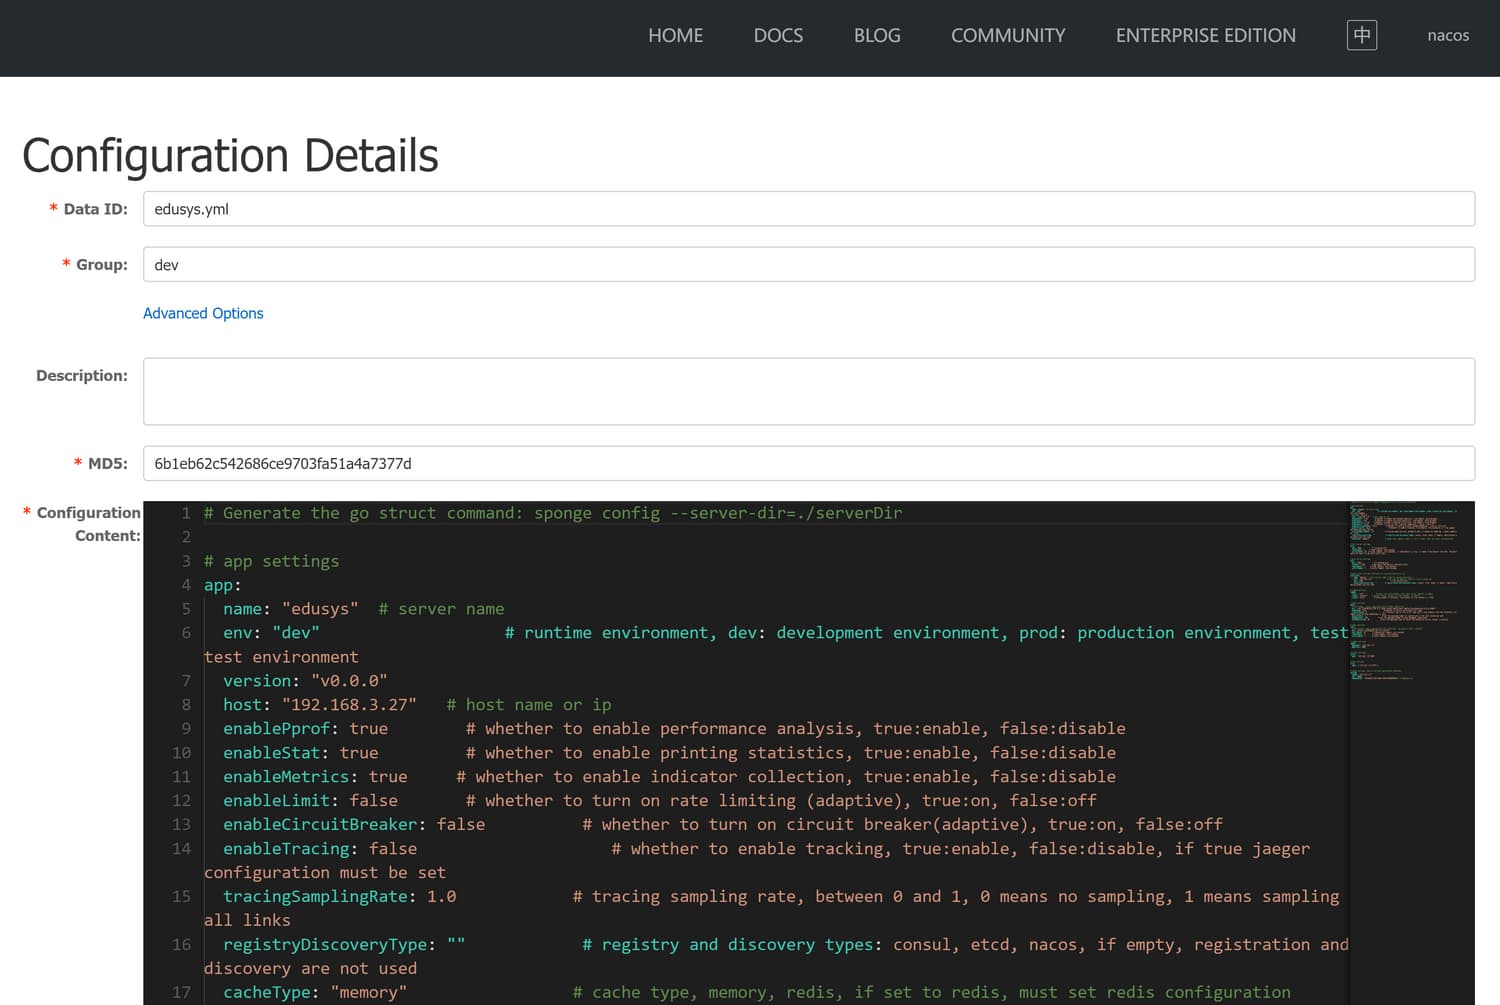 HOME DOCS BLOG COMMUNITY ENTERPRISE EDITION 中 nacos
Configuration Details
* Data ID: edusys.yml
* Group: dev
Advanced Options
Description:
* MD5: 6b1eb62c542686ce9703fa51a4a7377d
* Configuration Content:
1 # Generate the go struct command: sponge config --server-dir=./serverDir
2
3 # app settings
4 app:
5 name: "edusys" # server name
6 env: "dev" # runtime environment, dev: development environment, prod: production environment, test
test environment
7 version: "v0.0.0"
8 host: "192.168.3.27" # host name or ip
9 enablePprof: true # whether to enable performance analysis, true:enable, false:disable
10 enableStat: true # whether to enable printing statistics, true:enable, false:disable
11 enableMetrics: true # whether to enable indicator collection, true:enable, false:disable
12 enableLimit: false # whether to turn on rate limiting (adaptive), true:on, false:off
13 enableCircuitBreaker: false # whether to turn on circuit breaker(adaptive), true:on, false:off
14 enableTracing: false # whether to enable tracking, true:enable, false:disable, if true jaeger
configuration must be set
15 tracingSamplingRate: 1.0 # tracing sampling rate, between 0 and 1, 0 means no sampling, 1 means sampling
all links
16 registryDiscoveryType: "" # registry and discovery types: consul, etcd, nacos, if empty, registration and
discovery are not used
17 cacheType: "memory" # cache type, memory, redis, if set to redis, must set redis configuration